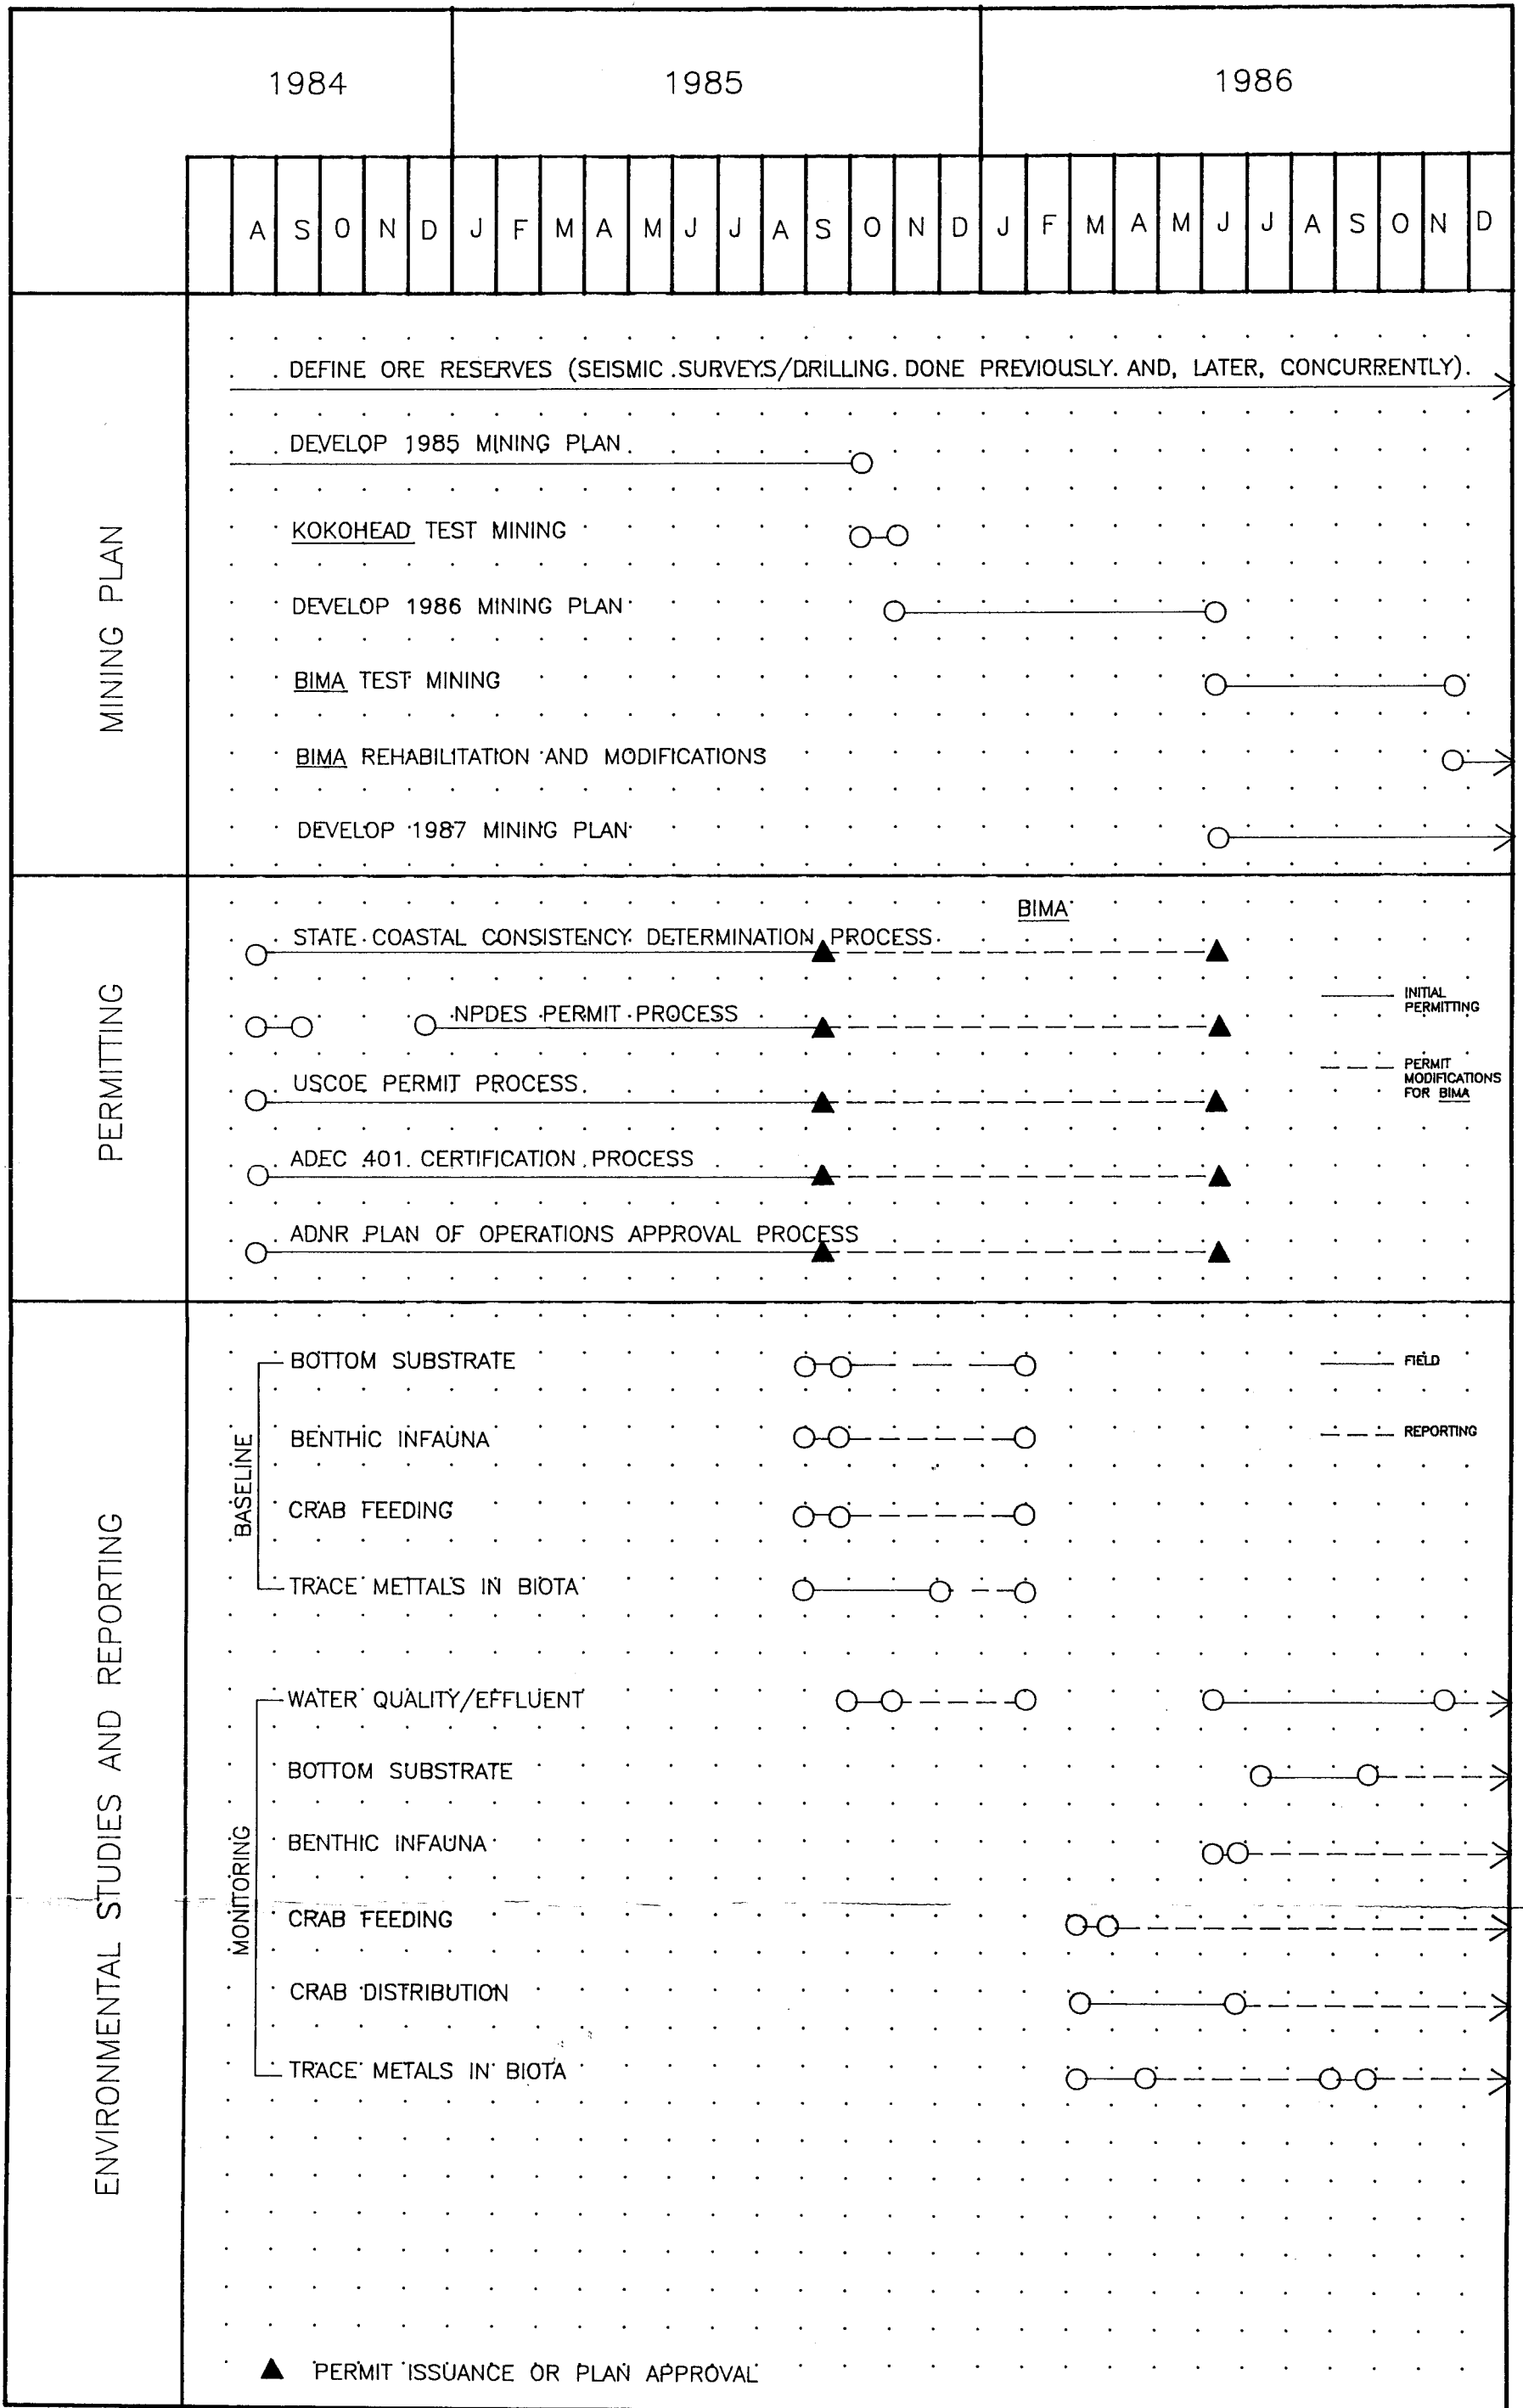 1984 1985 1986
A S O N D J F M A M J J A S O N D J F M A M J J A S O N D
MINING PLAN
DEFINE ORE RESERVES (SEISMIC SURVEYS/DRILLING DONE PREVIOUSLY AND, LATER, CONCURRENTLY)
DEVELOP 1985 MINING PLAN
KOKOHEAD TEST MINING
DEVELOP 1986 MINING PLAN
BIMA TEST MINING
BIMA REHABILITATION AND MODIFICATIONS
DEVELOP 1987 MINING PLAN
PERMITTING
BIMA
STATE COASTAL CONSISTENCY DETERMINATION PROCESS
NPDES PERMIT PROCESS
INITIAL
PERMITTING
USCOE PERMIT PROCESS
PERMIT
MODIFICATIONS
FOR BIMA
ADEC 401 CERTIFICATION PROCESS
ADNR PLAN OF OPERATIONS APPROVAL PROCESS
ENVIRONMENTAL STUDIES AND REPORTING
BASELINE
BOTTOM SUBSTRATE
FIELD
BENTHIC INFAUNA
REPORTING
CRAB FEEDING
TRACE METTALS IN BIOTA
MONITORING
WATER QUALITY/EFFLUENT
BOTTOM SUBSTRATE
BENTHIC INFAUNA
CRAB FEEDING
CRAB DISTRIBUTION
TRACE METALS IN BIOTA
▲ PERMIT ISSUANCE OR PLAN APPROVAL